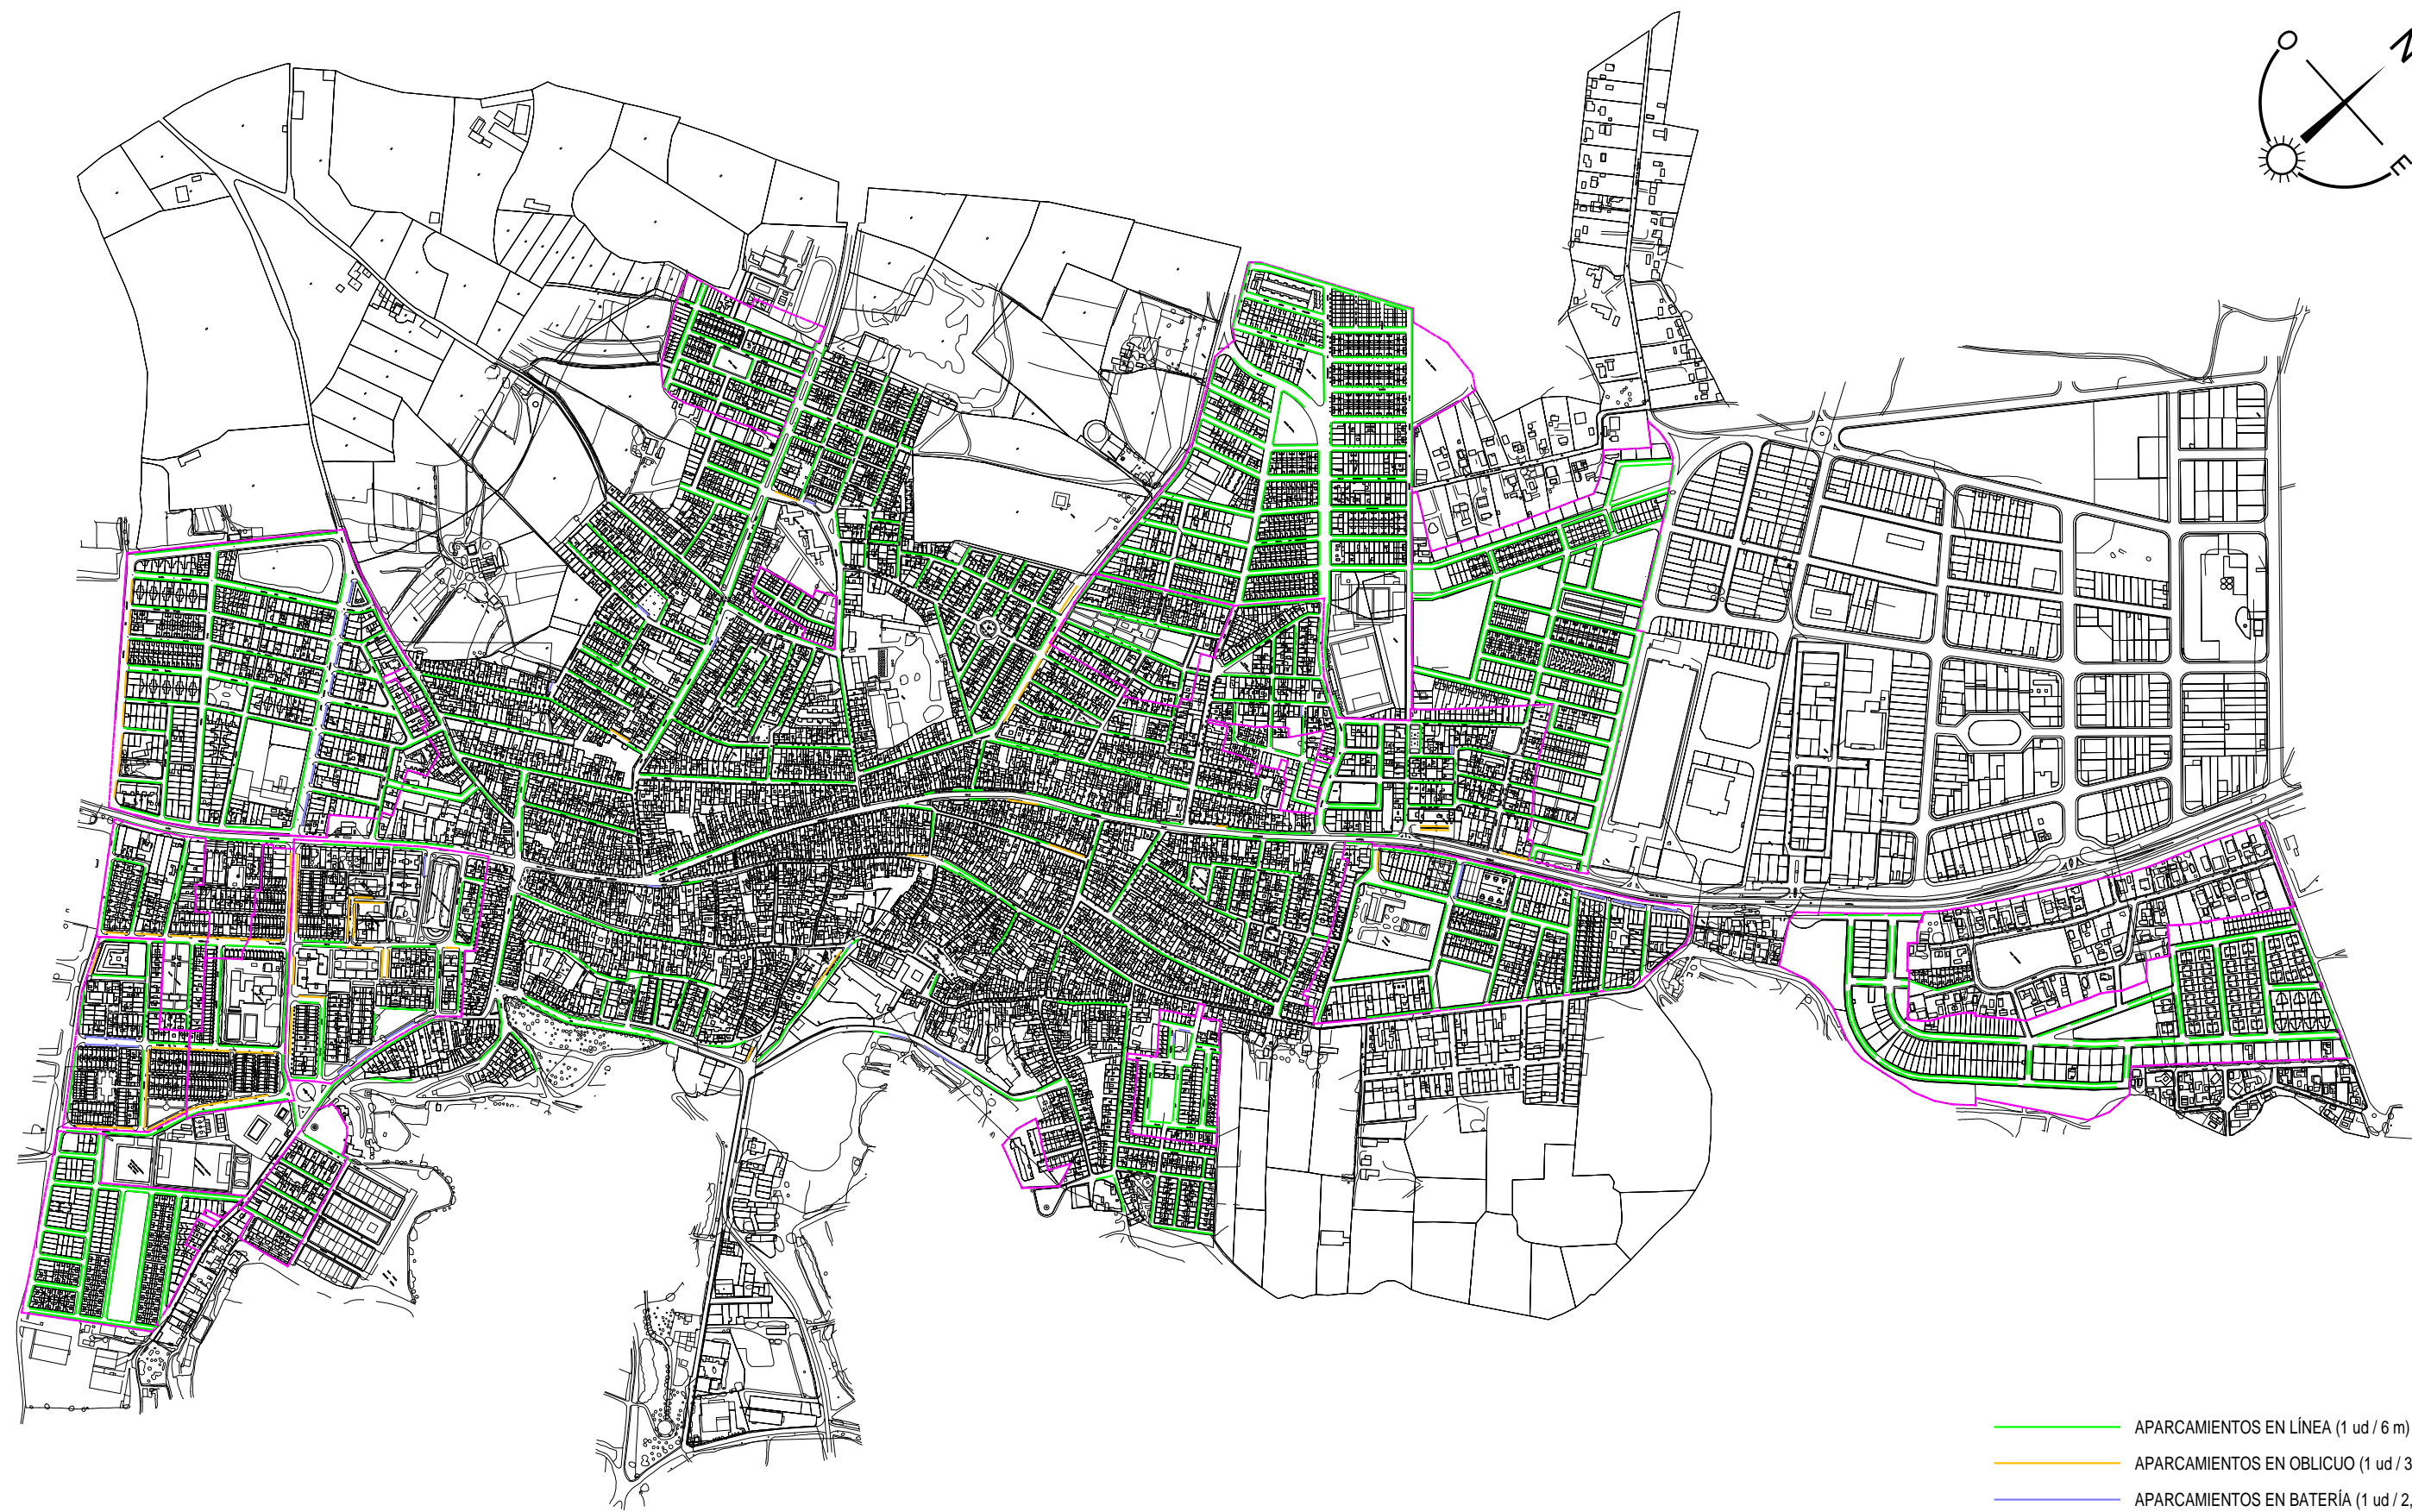 O
N
E
APARCAMIENTOS EN LÍNEA (1 ud / 6 m)
APARCAMIENTOS EN OBLICUO (1 ud / 3
APARCAMIENTOS EN BATERÍA (1 ud / 2,